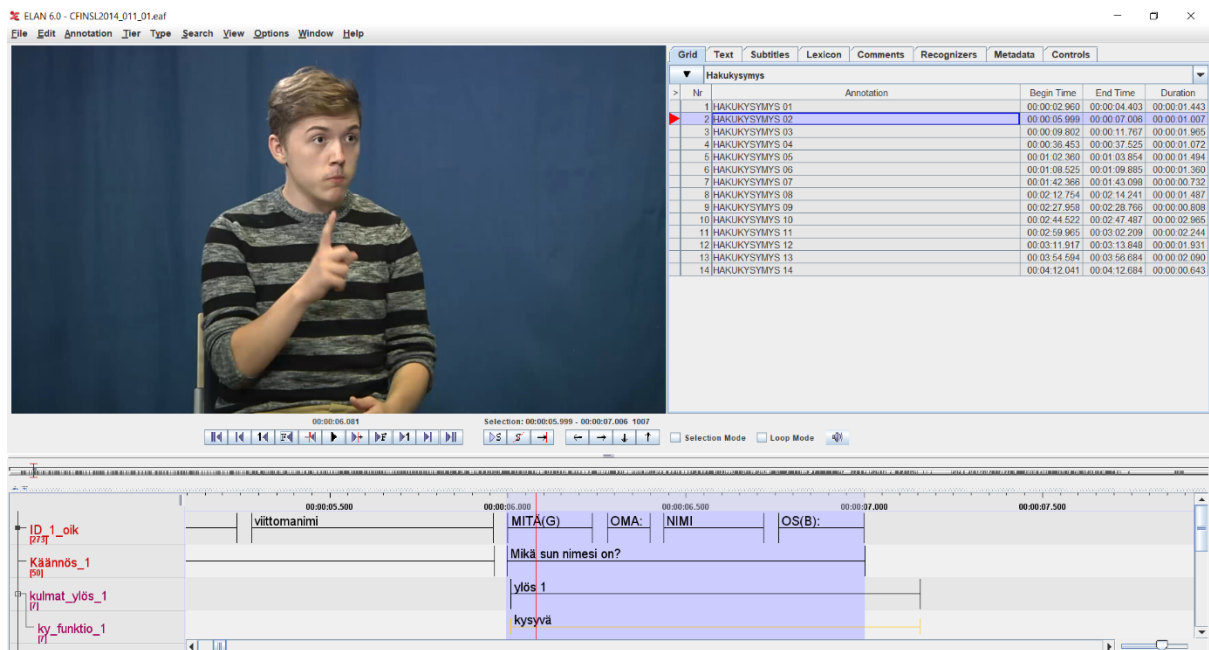 ELAN 6.0 - CFINSL2014_011_01.eaf
File Edit Annotation Tier Type Search View Options Window Help
Grid Text Subtitles Lexicon Comments Recognizers Metadata Controls
Hakukysymys
> Nr Annotation Begin Time End Time Duration
1 HAKUKYSYMYS 01 00:00:02.960 00:00:04.403 00:00:01.443
2 HAKUKYSYMYS 02 00:00:05.999 00:00:07.006 00:00:01.007
3 HAKUKYSYMYS 03 00:00:09.802 00:00:11.767 00:00:01.965
4 HAKUKYSYMYS 04 00:00:36.453 00:00:37.525 00:00:01.072
5 HAKUKYSYMYS 05 00:01:02.360 00:01:03.854 00:00:01.494
6 HAKUKYSYMYS 06 00:01:08.525 00:01:09.885 00:00:01.360
7 HAKUKYSYMYS 07 00:01:42.366 00:01:43.098 00:00:00.732
8 HAKUKYSYMYS 08 00:02:12.754 00:02:14.241 00:00:01.487
9 HAKUKYSYMYS 09 00:02:27.958 00:02:28.766 00:00:00.808
10 HAKUKYSYMYS 10 00:02:44.522 00:02:47.487 00:00:02.965
11 HAKUKYSYMYS 11 00:02:59.965 00:03:02.209 00:00:02.244
12 HAKUKYSYMYS 12 00:03:11.917 00:03:13.848 00:00:01.931
13 HAKUKYSYMYS 13 00:03:54.594 00:03:56.684 00:00:02.090
14 HAKUKYSYMYS 14 00:04:12.041 00:04:12.684 00:00:00.643
00:00:06.081 Selection: 00:00:05.999 - 00:00:07.006 1007
Selection Mode Loop Mode
00:00:05.500 00:00:06.000 00:00:06.500 00:00:07.000 00:00:07.500
ID_1_oik viittomanimi MITÄ(G) OMA: NIMI OS(B):
[273]
Käännös_1 Mikä sun nimesi on?
[50]
kulmat_ylös_1 ylös 1
[7]
ky_funktio_1 kysyvä
[7]